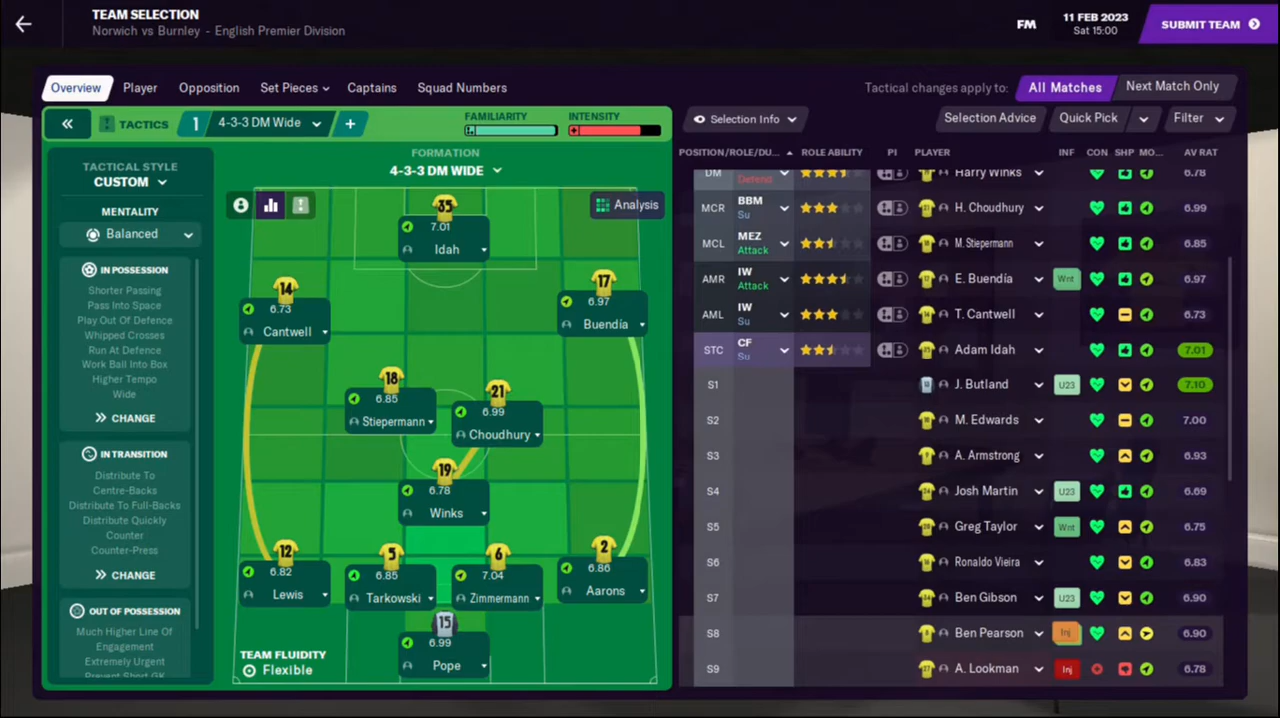 TEAM SELECTION
Norwich vs Burnley - English Premier Division
FM
11 FEB 2023
Sat 15:00
SUBMIT TEAM
Overview
Player
Opposition
Set Pieces
Captains
Squad Numbers
Tactical changes apply to:
All Matches
Next Match Only
TACTICS
1
4-3-3 DM Wide
+
FAMILIARITY
INTENSITY
Selection Info
Selection Advice
Quick Pick
Filter
TACTICAL STYLE
CUSTOM
MENTALITY
Balanced
IN POSSESSION
Shorter Passing
Pass Into Space
Play Out Of Defence
Whipped Crosses
Run At Defence
Work Ball Into Box
Higher Tempo
Wide
CHANGE
IN TRANSITION
Distribute To
Centre-Backs
Distribute To Full-Backs
Distribute Quickly
Counter
Counter-Press
CHANGE
OUT OF POSSESSION
Much Higher Line Of
Engagement
Extremely Urgent
Prevent Short GK
FORMATION
4-3-3 DM WIDE
Analysis
35
7.01
Idah
14
6.73
Cantwell
17
6.97
Buendía
18
6.85
Stiepermann
21
6.99
Choudhury
19
6.78
Winks
12
6.82
Lewis
5
6.85
Tarkowski
6
7.04
Zimmermann
2
6.86
Aarons
15
6.99
Pope
TEAM FLUIDITY
Flexible
POSITION/ROLE/DU...
ROLE ABILITY
PI
PLAYER
INF
CON
SHP
MO...
AV RAT
DM Defend Harry Winks 6.78
MCR BBM Su H. Choudhury 6.99
MCL MEZ Attack M. Stiepermann 6.85
AMR IW Attack E. Buendía Wnt 6.97
AML IW Su T. Cantwell 6.73
STC CF Su Adam Idah 7.01
S1 J. Butland U23 7.10
S2 M. Edwards 7.00
S3 A. Armstrong 6.93
S4 Josh Martin U23 6.69
S5 Greg Taylor Wnt 6.75
S6 Ronaldo Vieira 6.83
S7 Ben Gibson U23 6.90
S8 Ben Pearson Inj 6.90
S9 A. Lookman Inj 6.78